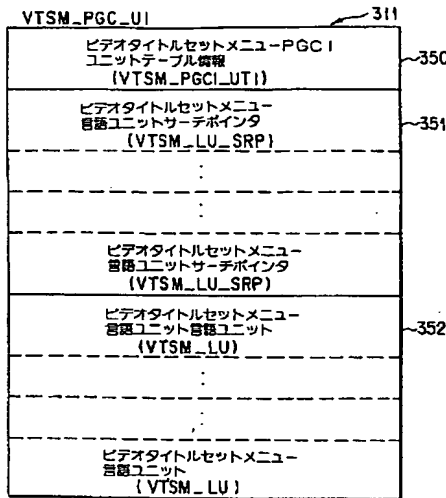 VTSM_PGC_UI
311
ビデオタイトルセットメニューPGCI
ユニットテーブル情報
(VTSM_PGCI_UTI)
350
ビデオタイトルセットメニュー
言語ユニットサーチポインタ
(VTSM_LU_SRP)
351
ビデオタイトルセットメニュー
言語ユニットサーチポインタ
(VTSM_LU_SRP)
ビデオタイトルセットメニュー
言語ユニット言語ユニット
(VTSM_LU)
352
ビデオタイトルセットメニュー
言語ユニット
(VTSM_LU)